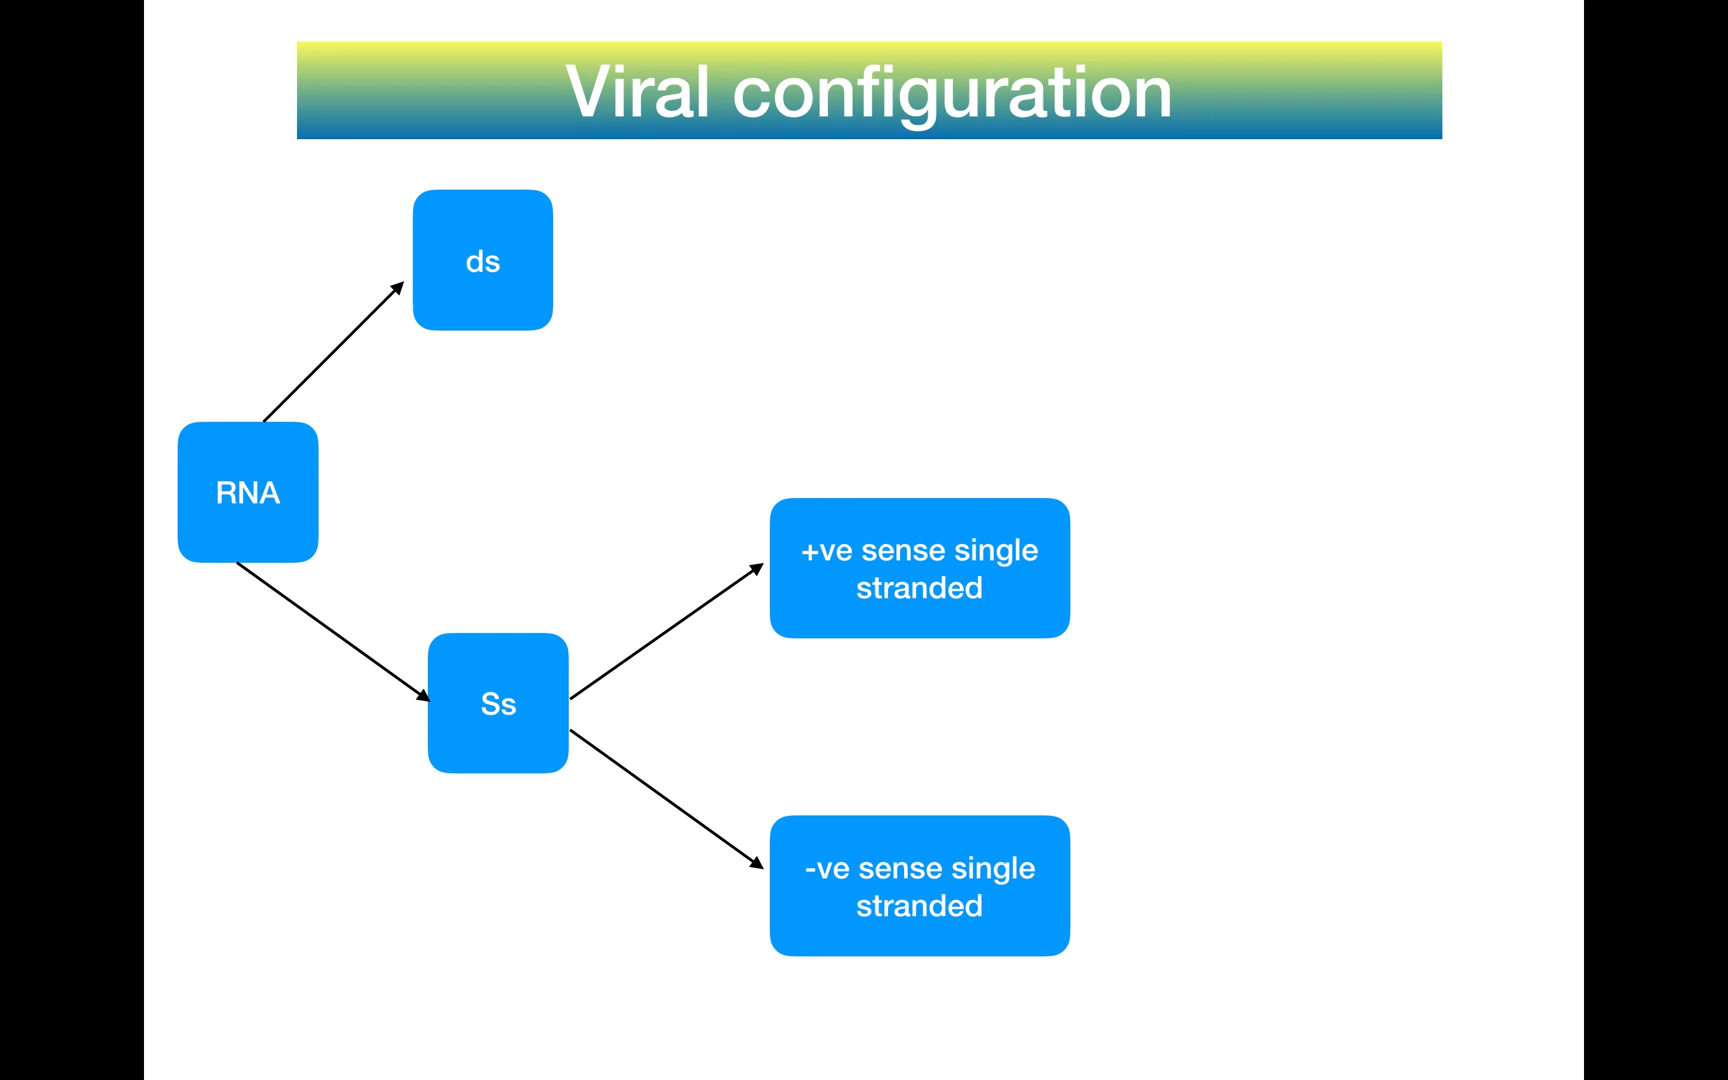 Viral configuration
ds
RNA
+ve sense single
stranded
Ss
-ve sense single
stranded